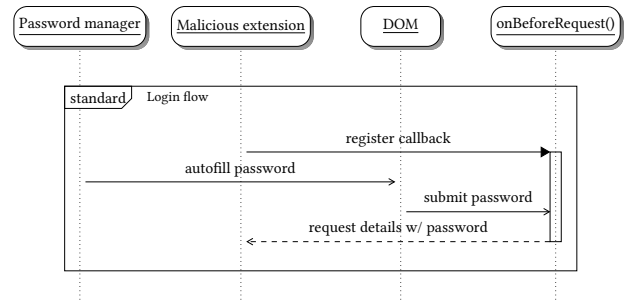 Password manager
Malicious extension
DOM
onBeforeRequest()
standard
Login flow
register callback
autofill password
submit password
request details w/ password